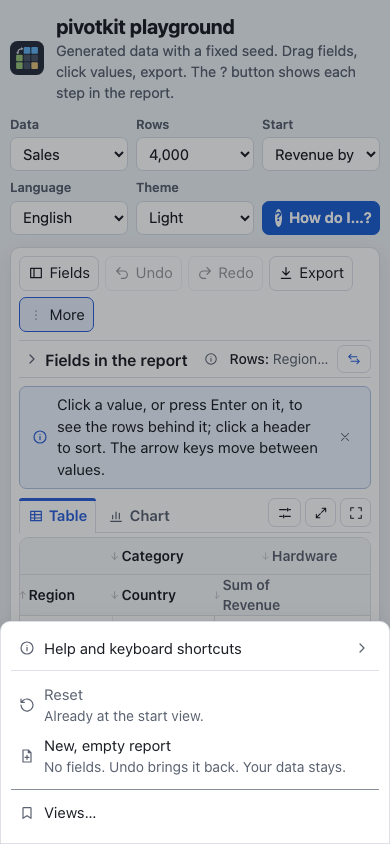 pivotkit playground
Generated data with a fixed seed. Drag fields,
click values, export. The ? button shows each
step in the report.
Data
Rows
Start
Sales
4,000
Revenue by
Language
Theme
English
Light
? How do I...?
Fields
Undo
Redo
Export
More
Fields in the report
Rows: Region...
Click a value, or press Enter on it, to
see the rows behind it; click a header
to sort. The arrow keys move between
values.
Table
Chart
↓ Category
↓ Hardware
↑ Region
↓ Country
↓ Sum of
Revenue
Help and keyboard shortcuts
Reset
Already at the start view.
New, empty report
No fields. Undo brings it back. Your data stays.
Views...